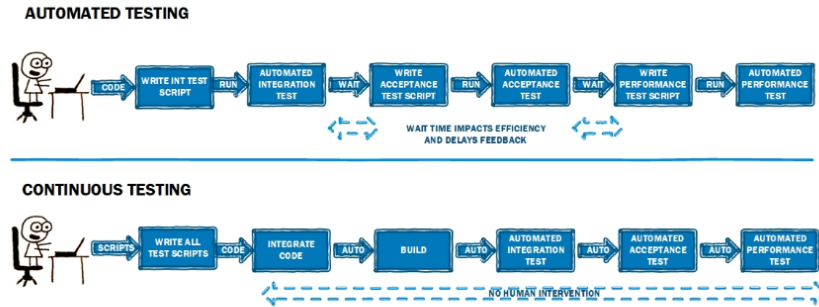 AUTOMATED TESTING
CODE
WRITE INT TEST
SCRIPT
RUN
AUTOMATED
INTEGRATION
TEST
WAIT
WRITE
ACCEPTANCE
TEST SCRIPT
RUN
AUTOMATED
ACCEPTANCE
TEST
WAIT
WRITE
PERFORMANCE
TEST SCRIPT
RUN
AUTOMATED
PERFORMANCE
TEST
WAIT TIME IMPACTS EFFICIENCY
AND DELAYS FEEDBACK
CONTINUOUS TESTING
SCRIPTS
WRITE ALL
TEST SCRIPTS
CODE
INTEGRATE
CODE
AUTO
BUILD
AUTO
AUTOMATED
INTEGRATION
TEST
AUTO
AUTOMATED
ACCEPTANCE
TEST
AUTO
AUTOMATED
PERFORMANCE
TEST
NO HUMAN INTERVENTION